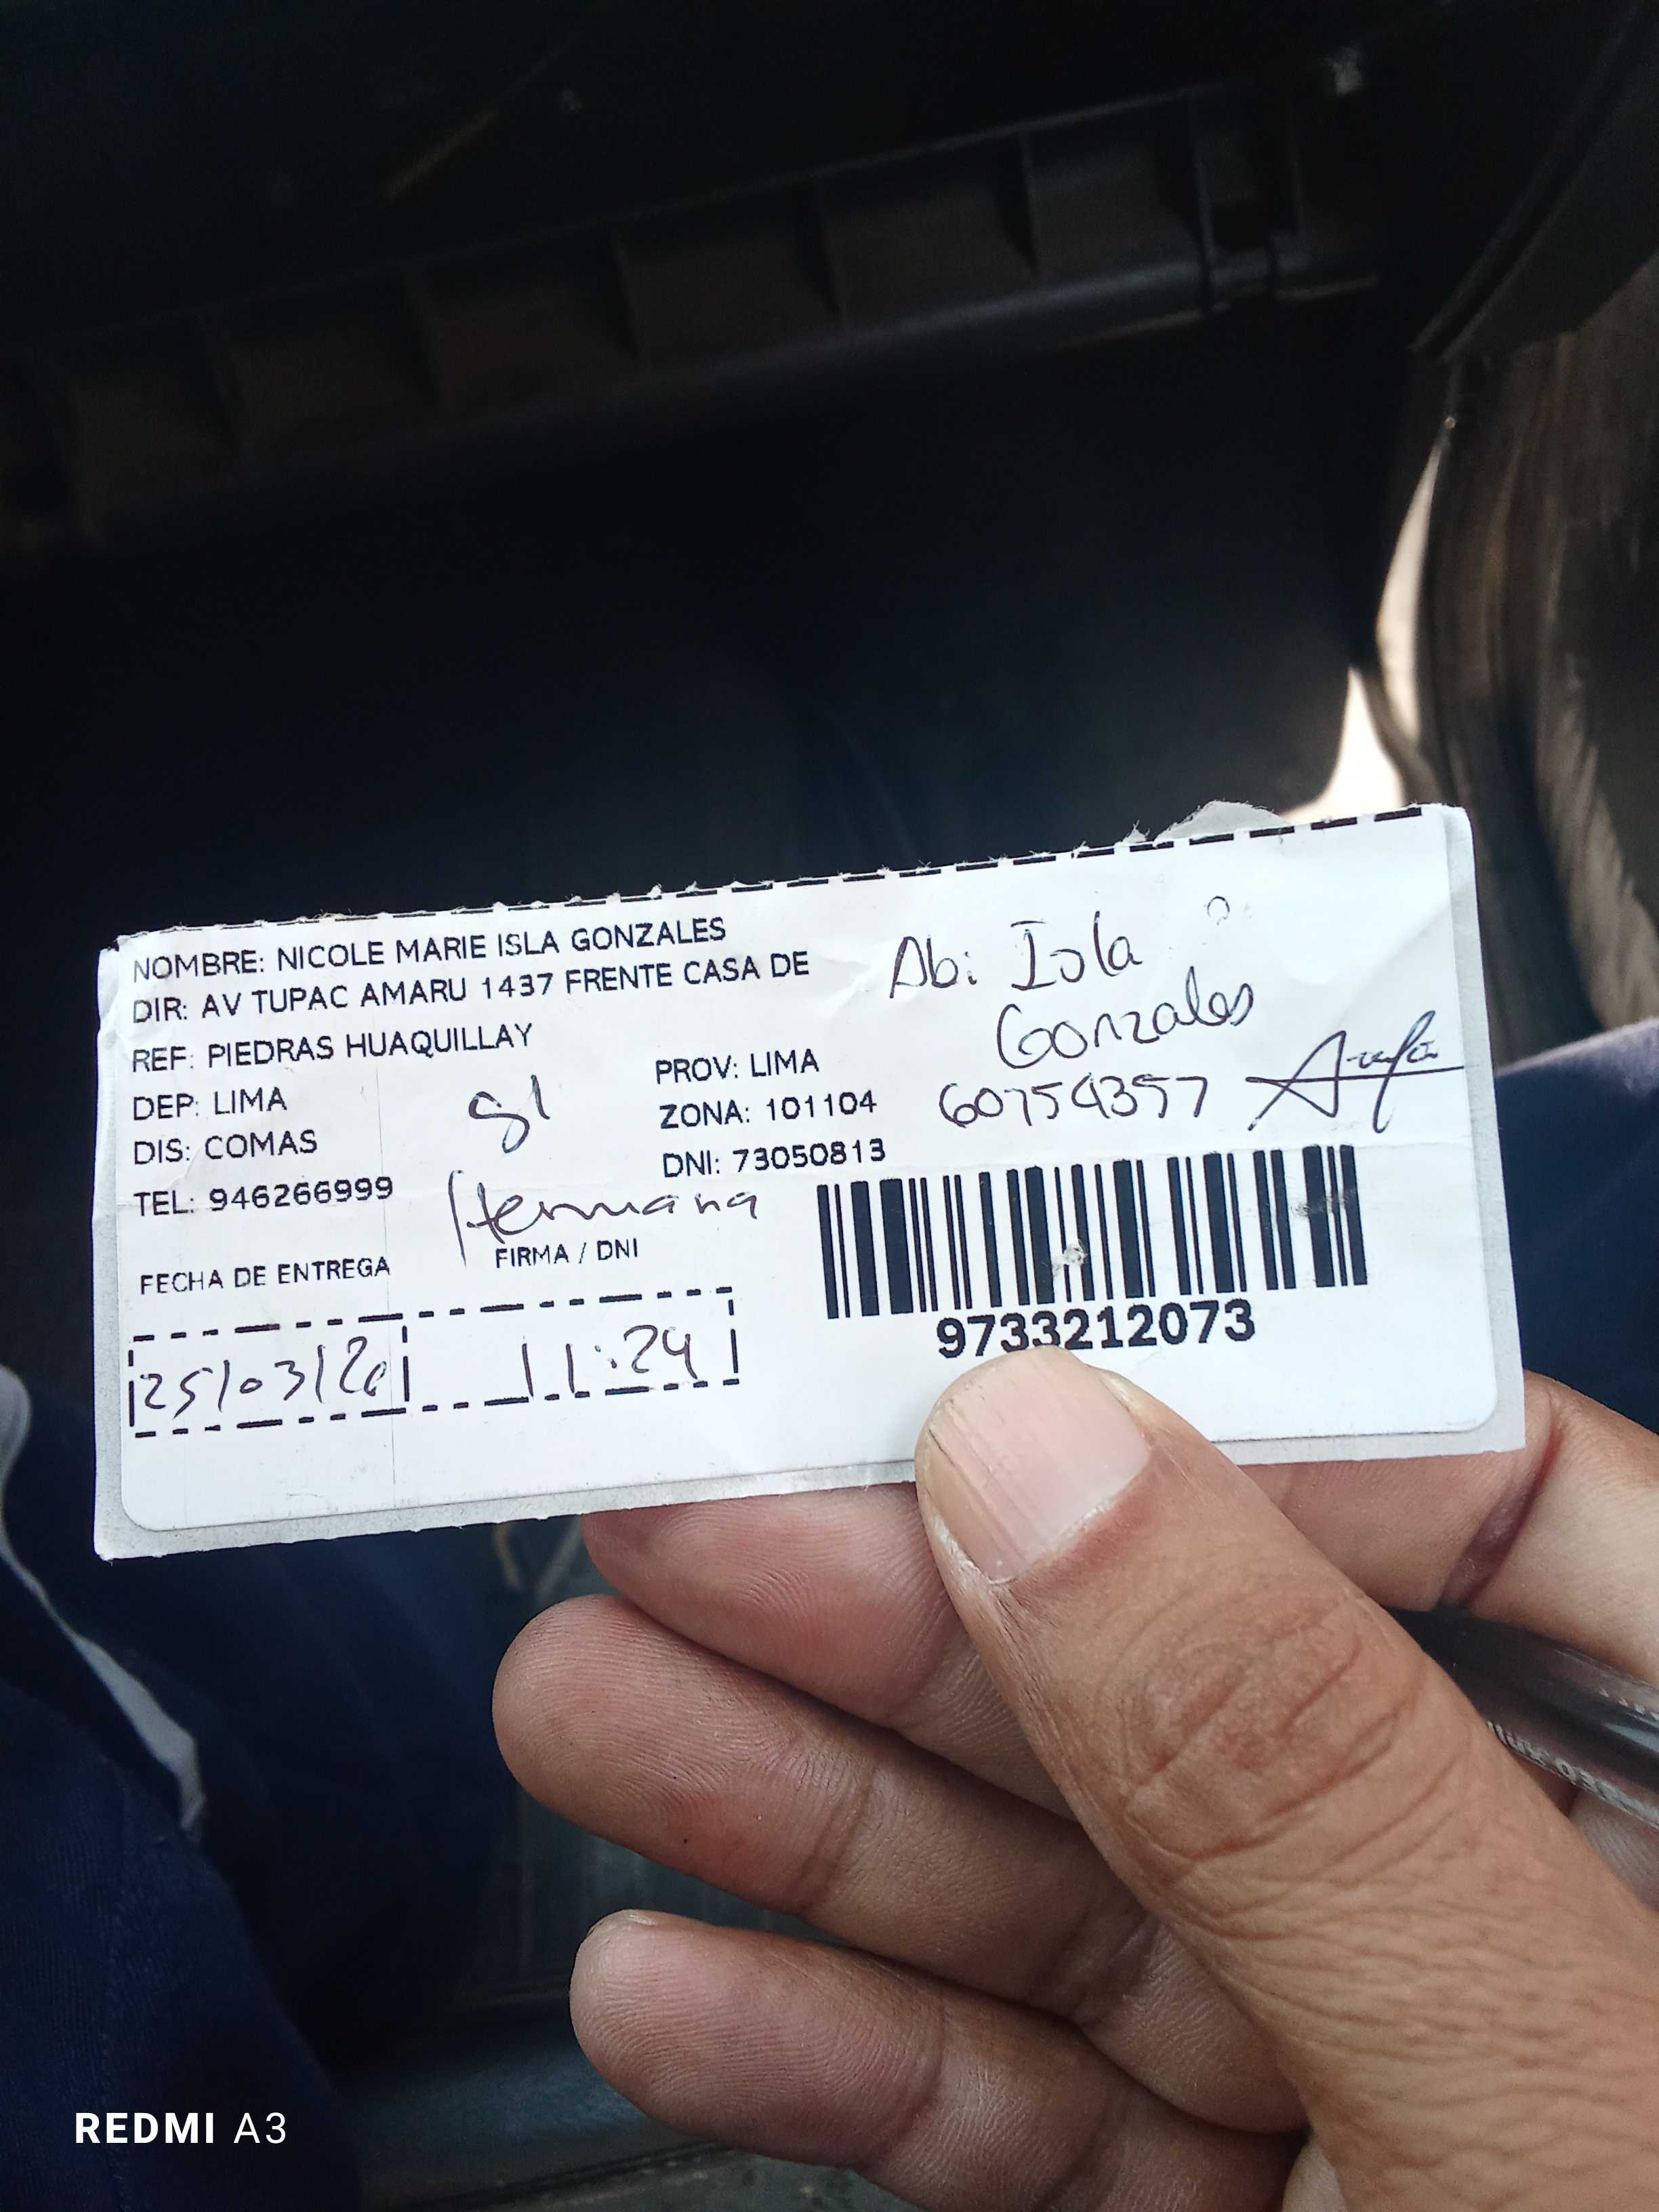 NOMBRE: NICOLE MARIE ISLA GONZALES
DIR: AV TUPAC AMARU 1437 FRENTE CASA DE
REF: PIEDRAS HUAQUILLAY
DEP: LIMA
PROV: LIMA
DIS: COMAS
ZONA: 101104
TEL: 946266999
DNI: 73050813
Abi Isla
Gonzales
60754357
Hermana
FECHA DE ENTREGA
FIRMA / DNI
25/03/26
11:24
9733212073
REDMI A3